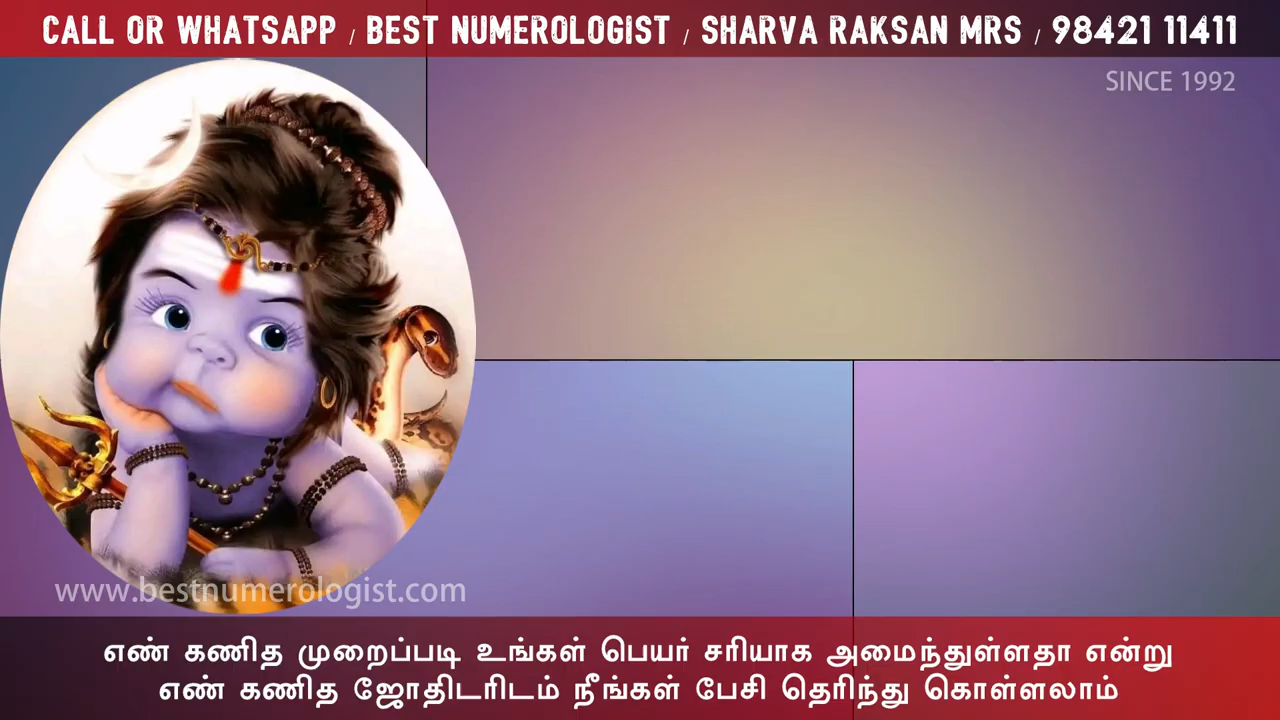 CALL OR WHATSAPP / BEST NUMEROLOGIST / SHARVA RAKSAN MRS / 98421 11411
SINCE 1992
www.bestnumerologist.com
எண் கணித முறைப்படி உங்கள் பெயர் சரியாக அமைந்துள்ளதா என்று
எண் கணித ஜோதிடரிடம் நீங்கள் பேசி தெரிந்து கொள்ளலாம்